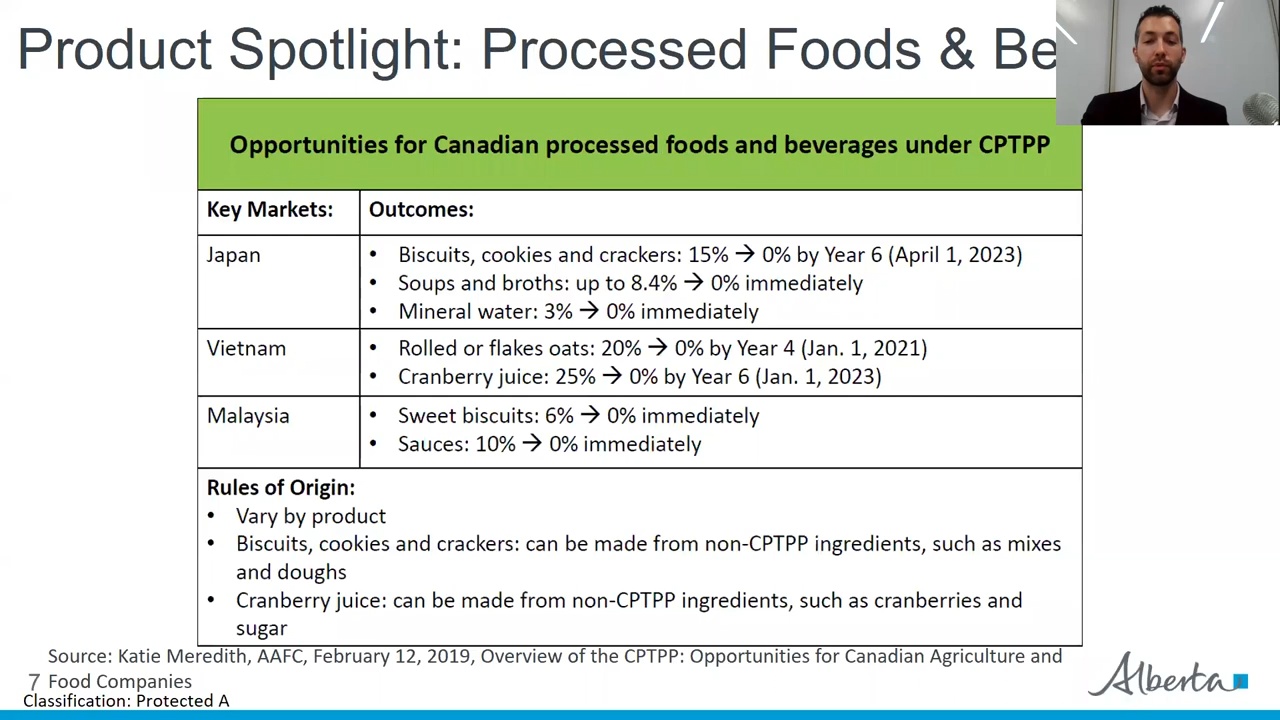 Product Spotlight: Processed Foods & Be
Opportunities for Canadian processed foods and beverages under CPTPP
Key Markets: Outcomes:
Japan
• Biscuits, cookies and crackers: 15% → 0% by Year 6 (April 1, 2023)
• Soups and broths: up to 8.4% → 0% immediately
• Mineral water: 3% → 0% immediately
Vietnam
• Rolled or flakes oats: 20% → 0% by Year 4 (Jan. 1, 2021)
• Cranberry juice: 25% → 0% by Year 6 (Jan. 1, 2023)
Malaysia
• Sweet biscuits: 6% → 0% immediately
• Sauces: 10% → 0% immediately
Rules of Origin:
• Vary by product
• Biscuits, cookies and crackers: can be made from non-CPTPP ingredients, such as mixes
and doughs
• Cranberry juice: can be made from non-CPTPP ingredients, such as cranberries and
sugar
Source: Katie Meredith, AAFC, February 12, 2019, Overview of the CPTPP: Opportunities for Canadian Agriculture and
7 Food Companies
Classification: Protected A
Alberta